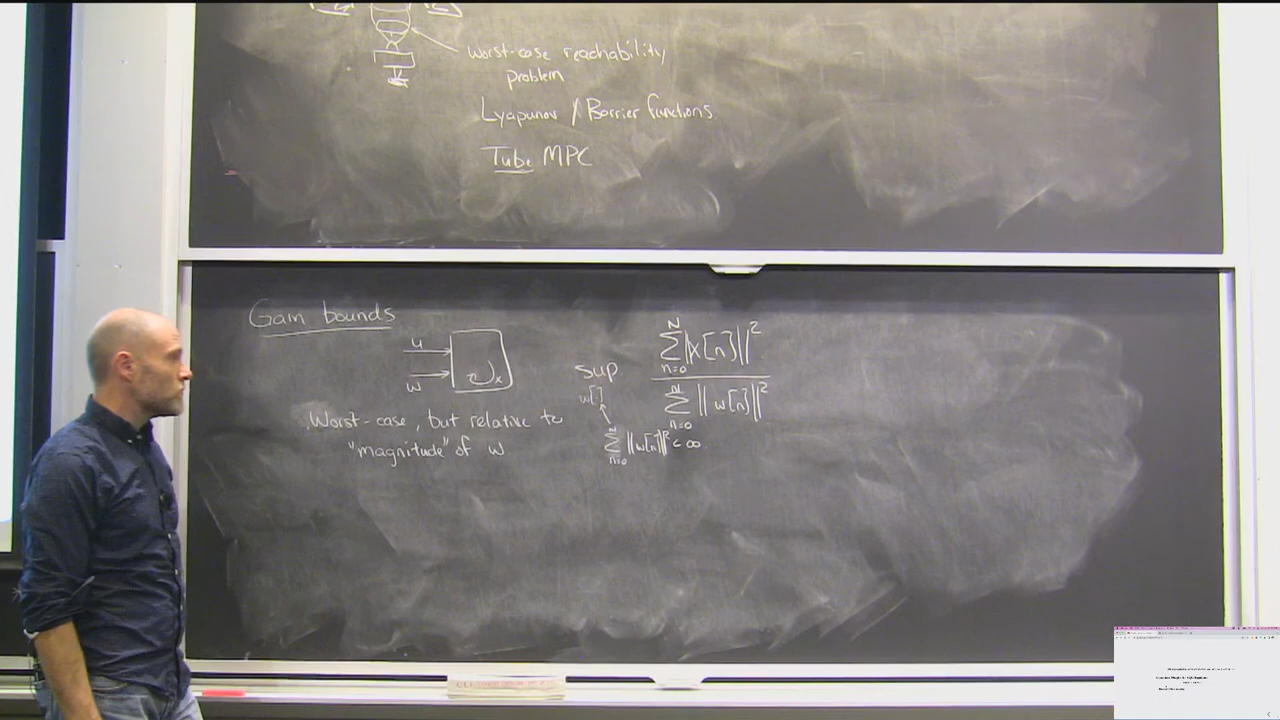 worst-case reachability
problem
Lyapunov / Barrier functions
Tube MPC
Gain bounds
u
w
x
Worst-case, but relative to
"magnitude" of w
sup
w[·]
N
∑ ||x[n]||²
n=0
N
∑ || w[n]||²
n=0
N
∑ ||w[n]||² < ∞
n=0